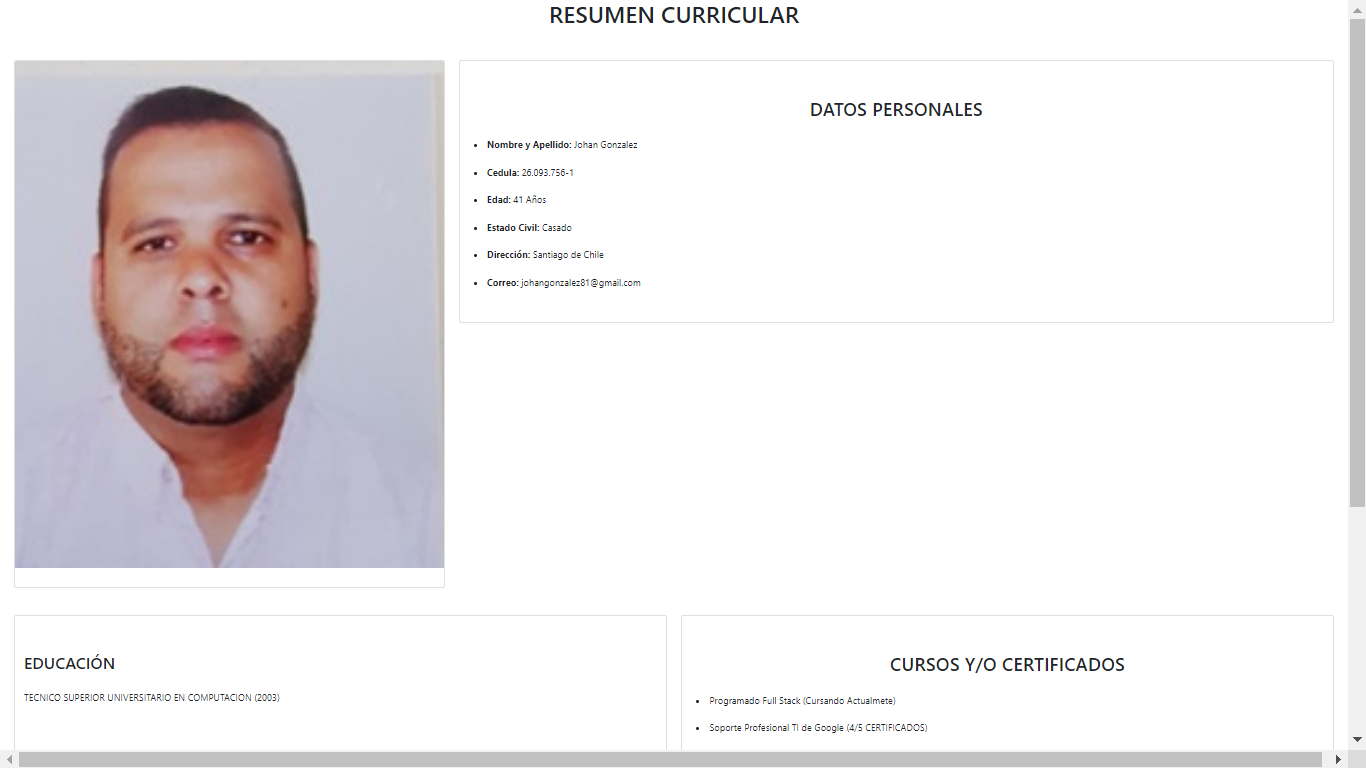 RESUMEN CURRICULAR
DATOS PERSONALES
Nombre y Apellido: Johan Gonzalez
Cedula: 26.093.756-1
Edad: 41 Años
Estado Civil: Casado
Dirección: Santiago de Chile
Correo: johangonzalez81@gmail.com
EDUCACIÓN
TECNICO SUPERIOR UNIVERSITARIO EN COMPUTACION (2003)
CURSOS Y/O CERTIFICADOS
Programado Full Stack (Cursando Actualmete)
Soporte Profesional TI de Google (4/5 CERTIFICADOS)